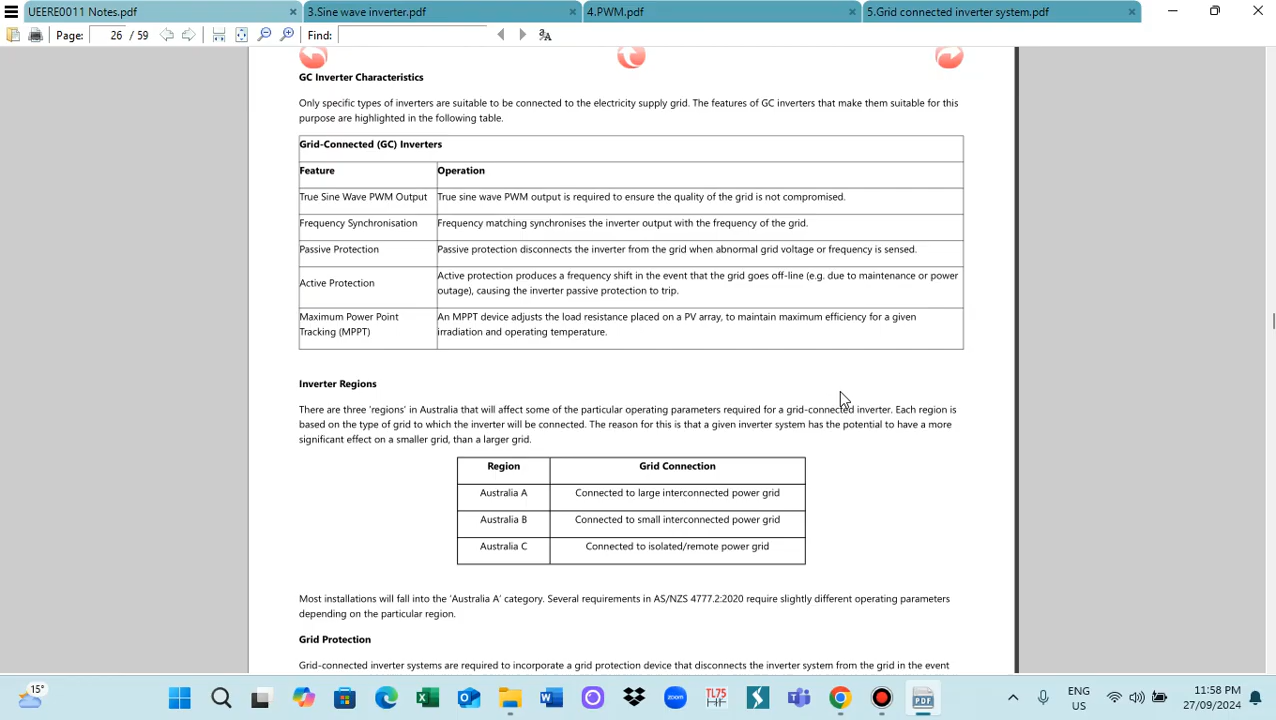 UEERE0011 Notes.pdf
3.Sine wave inverter.pdf
4.PWM.pdf
5.Grid connected inverter system.pdf
Page: 26 / 59
Find:
GC Inverter Characteristics
Only specific types of inverters are suitable to be connected to the electricity supply grid. The features of GC inverters that make them suitable for this
purpose are highlighted in the following table.
Grid-Connected (GC) Inverters
Feature Operation
True Sine Wave PWM Output True sine wave PWM output is required to ensure the quality of the grid is not compromised.
Frequency Synchronisation Frequency matching synchronises the inverter output with the frequency of the grid.
Passive Protection Passive protection disconnects the inverter from the grid when abnormal grid voltage or frequency is sensed.
Active Protection
Active protection produces a frequency shift in the event that the grid goes off-line (e.g. due to maintenance or power
outage), causing the inverter passive protection to trip.
Maximum Power Point
Tracking (MPPT)
An MPPT device adjusts the load resistance placed on a PV array, to maintain maximum efficiency for a given
irradiation and operating temperature.
Inverter Regions
There are three 'regions' in Australia that will affect some of the particular operating parameters required for a grid-connected inverter. Each region is
based on the type of grid to which the inverter will be connected. The reason for this is that a given inverter system has the potential to have a more
significant effect on a smaller grid, than a larger grid.
Region Grid Connection
Australia A Connected to large interconnected power grid
Australia B Connected to small interconnected power grid
Australia C Connected to isolated/remote power grid
Most installations will fall into the 'Australia A' category. Several requirements in AS/NZS 4777.2:2020 require slightly different operating parameters
depending on the particular region.
Grid Protection
Grid-connected inverter systems are required to incorporate a grid protection device that disconnects the inverter system from the grid in the event
15°
zoom
TL75
HF
PDF
ENG
US
11:58 PM
27/09/2024